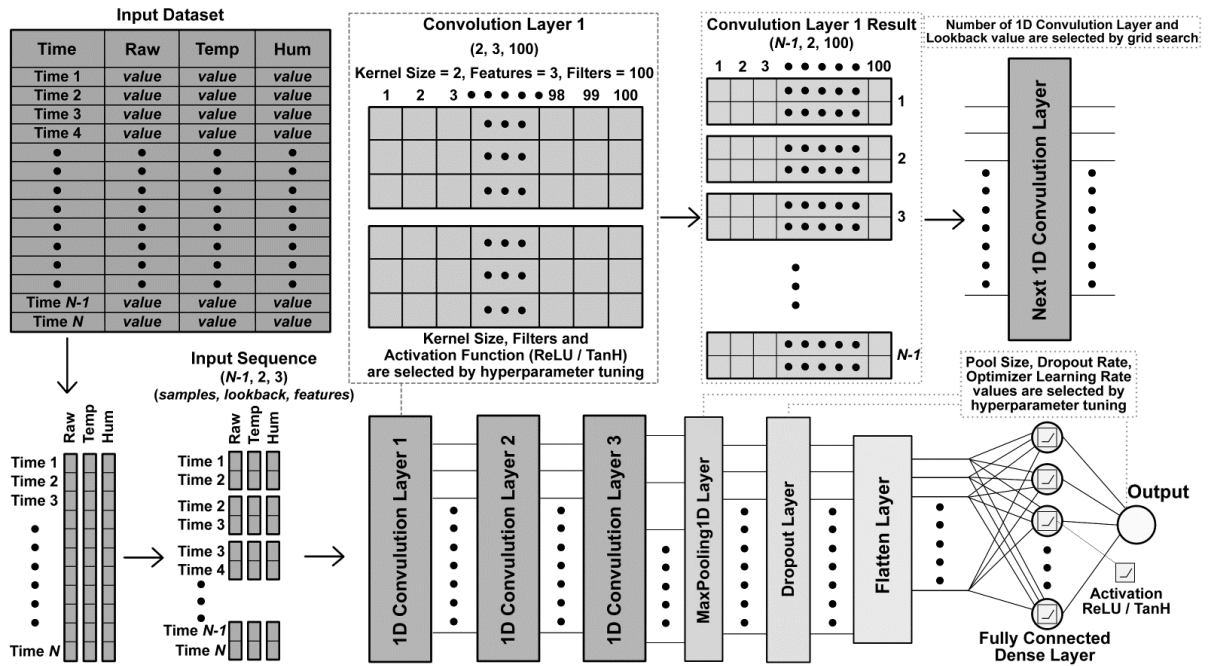 Input Dataset
Time Raw Temp Hum
Time 1 value value value
Time 2 value value value
Time 3 value value value
Time 4 value value value
Time N-1 value value value
Time N value value value
Convolution Layer 1
(2, 3, 100)
Kernel Size = 2, Features = 3, Filters = 100
1 2 3 98 99 100
Kernel Size, Filters and
Activation Function (ReLU / TanH)
are selected by hyperparameter tuning
Convulution Layer 1 Result
(N-1, 2, 100)
1 2 3 100
1
2
3
N-1
Number of 1D Convulution Layer and
Lookback value are selected by grid search
Next 1D Convulution Layer
Raw
Temp
Hum
Time 1
Time 2
Time 3
Time N
Input Sequence
(N-1, 2, 3)
(samples, lookback, features)
Raw
Temp
Hum
Time 1
Time 2
Time 2
Time 3
Time 3
Time 4
Time N-1
Time N
1D Convulution Layer 1
1D Convulution Layer 2
1D Convulution Layer 3
MaxPooling1D Layer
Dropout Layer
Flatten Layer
Pool Size, Dropout Rate,
Optimizer Learning Rate
values are selected by
hyperparameter tuning
Output
Activation
ReLU / TanH
Fully Connected
Dense Layer